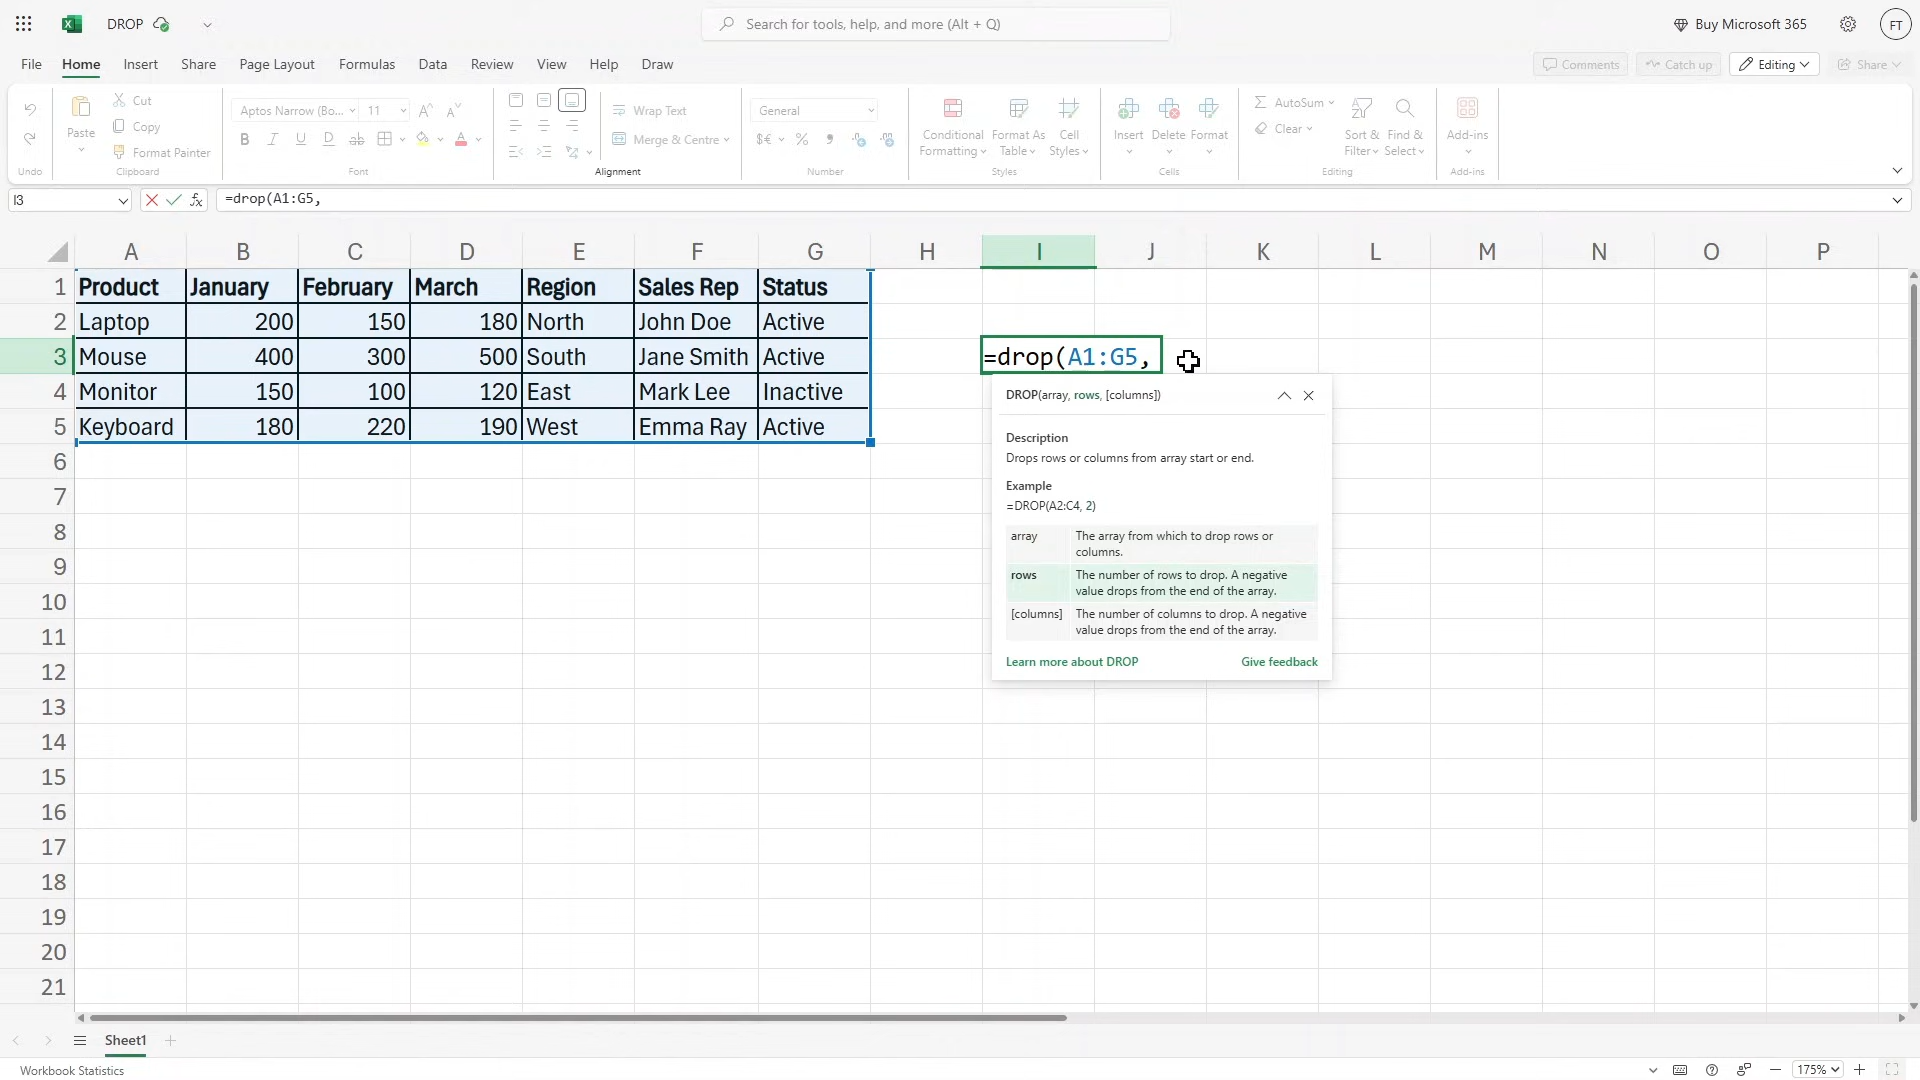 DROP
Search for tools, help, and more (Alt + Q)
Buy Microsoft 365
FT
File Home Insert Share Page Layout Formulas Data Review View Help Draw
Comments Catch up Editing Share
Paste
Cut
Copy
Format Painter
Aptos Narrow (Bo... 11 A^ A˅
B I U D ab A
Wrap Text
Merge & Centre
General
$€ % 9
Conditional Formatting
Format As Table
Cell Styles
Insert Delete Format
AutoSum
Clear
Sort & Filter
Find & Select
Add-ins
Undo Clipboard Font Alignment Number Styles Cells Editing Add-ins
I3 fx =drop(A1:G5,
A B C D E F G H I J K L M N O P
1 Product January February March Region Sales Rep Status
2 Laptop 200 150 180 North John Doe Active
3 Mouse 400 300 500 South Jane Smith Active =drop(A1:G5,
4 Monitor 150 100 120 East Mark Lee Inactive
5 Keyboard 180 220 190 West Emma Ray Active
6
7
8
9
10
11
12
13
14
15
16
17
18
19
20
21
DROP(array, rows, [columns])
Description
Drops rows or columns from array start or end.
Example
=DROP(A2:C4, 2)
array The array from which to drop rows or
columns.
rows The number of rows to drop. A negative
value drops from the end of the array.
[columns] The number of columns to drop. A negative
value drops from the end of the array.
Learn more about DROP Give feedback
Sheet1
Workbook Statistics
175%